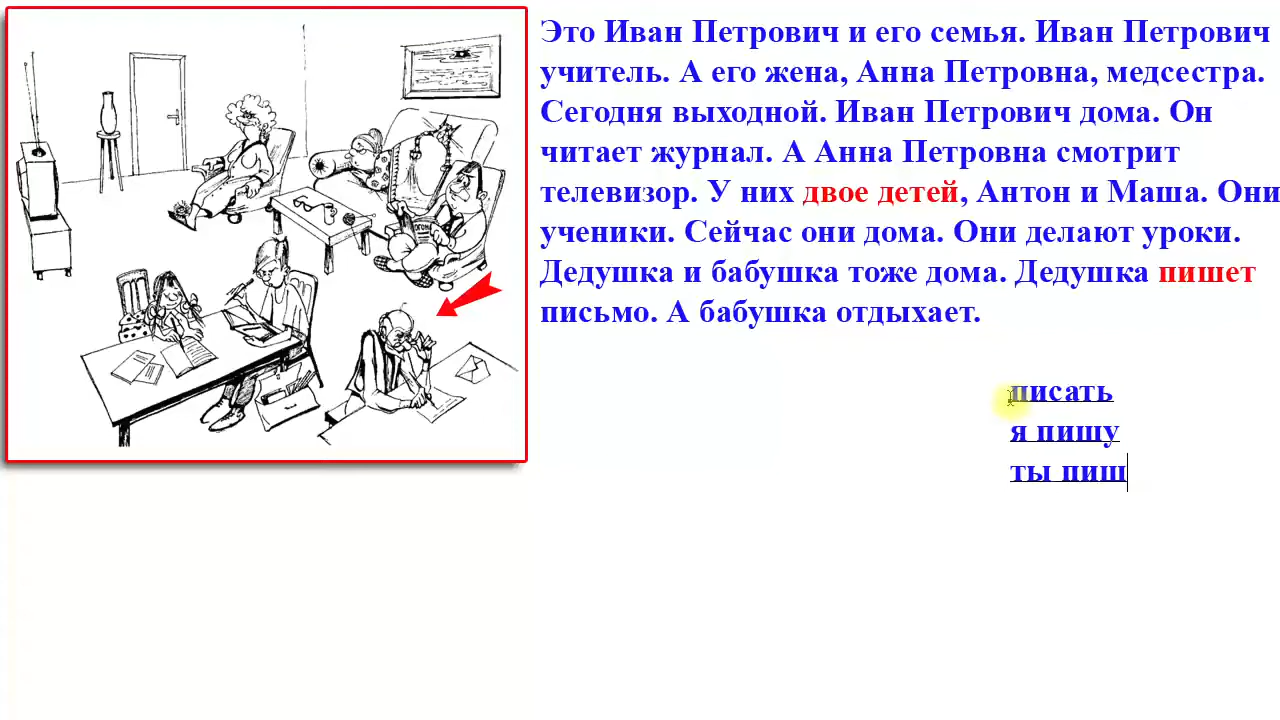 Это Иван Петрович и его семья. Иван Петрович
учитель. А его жена, Анна Петровна, медсестра.
Сегодня выходной. Иван Петрович дома. Он
читает журнал. А Анна Петровна смотрит
телевизор. У них двое детей, Антон и Маша. Они
ученики. Сейчас они дома. Они делают уроки.
Дедушка и бабушка тоже дома. Дедушка пишет
письмо. А бабушка отдыхает.
писать
я пишу
ты пиш